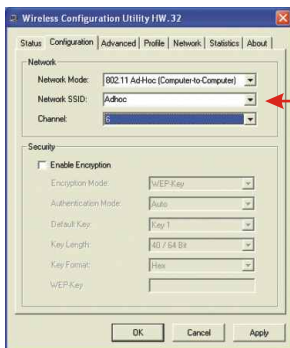 Wireless Configuration Utility HW.32
Status Configuration Advanced Profile Network Statistics About
Network
Network Mode: 802.11 Ad-Hoc (Computer-to-Computer)
Network SSID: Adhoc
Channel: 6
Security
Enable Encryption
Encryption Mode: WEP-Key
Authentication Mode: Auto
Default Key: Key 1
Key Length: 40 / 64 Bit
Key Format: Hex
WEP-Key
OK Cancel Apply